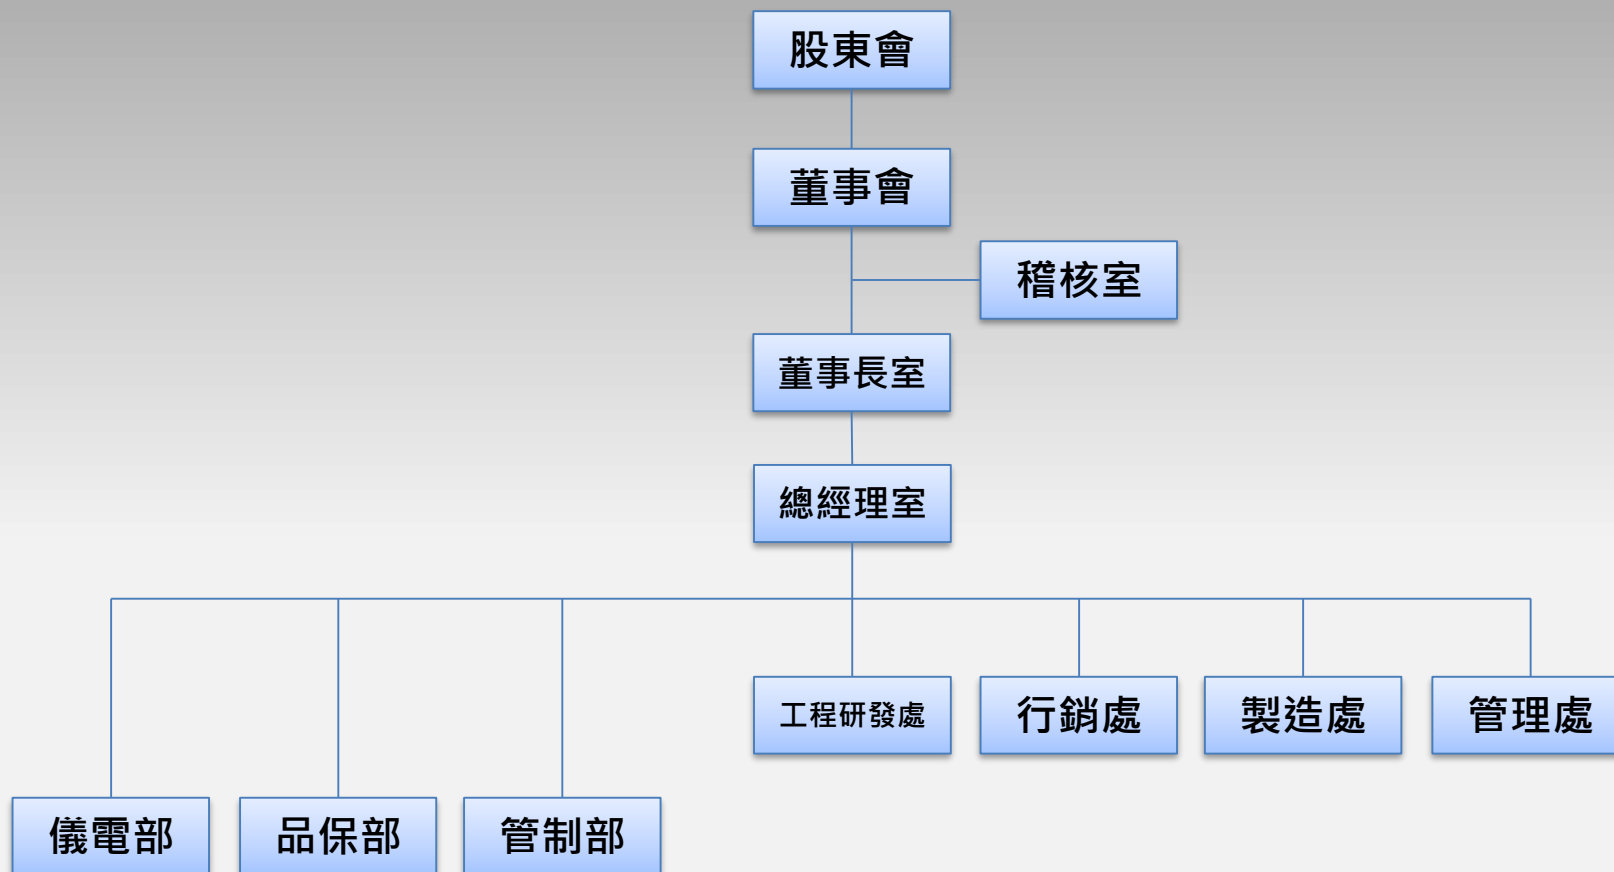 股東會
董事會
稽核室
董事長室
總經理室
工程研發處
行銷處
製造處
管理處
儀電部
品保部
管制部